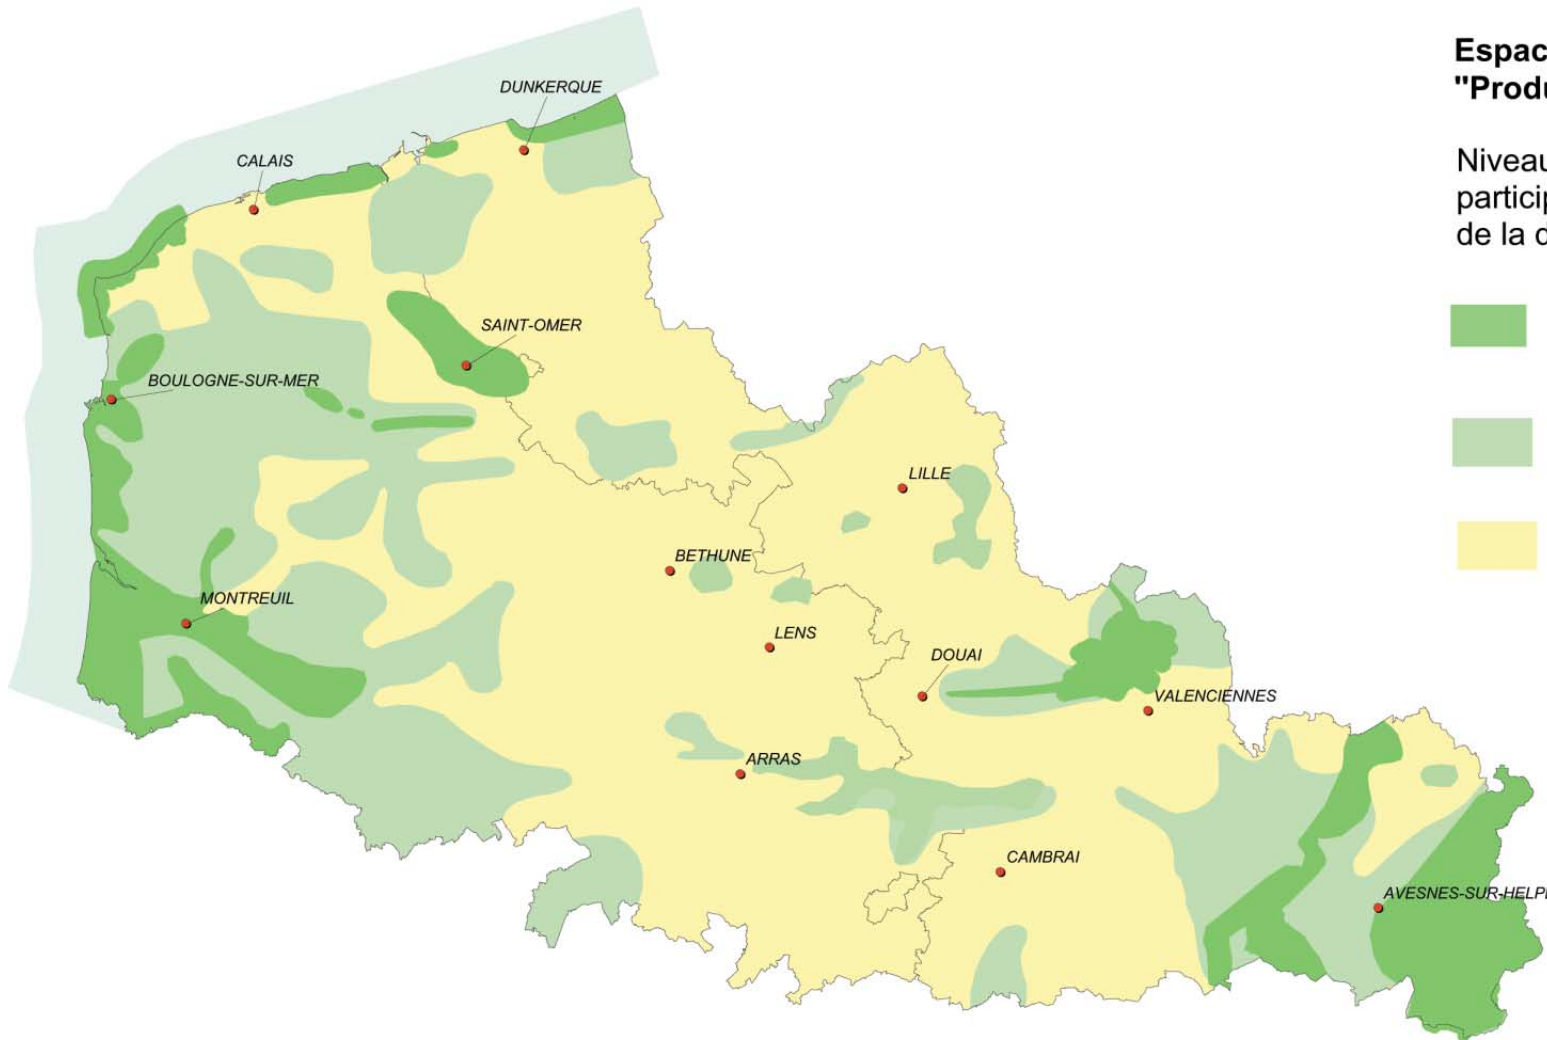 Espac
"Produ
Niveau
particip
de la d
DUNKERQUE
CALAIS
SAINT-OMER
BOULOGNE-SUR-MER
LILLE
BETHUNE
MONTREUIL
LENS
DOUAI
VALENCIENNES
ARRAS
CAMBRAI
AVESNES-SUR-HELP